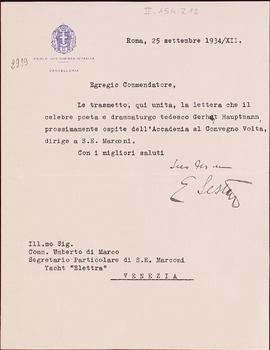 II.154.212
Roma, 25 settembre 1934/XII.
REALE ACCADEMIA D'ITALIA
CANCELLERIA
Egregio Commendatore,
Le trasmetto, qui unita, la lettera che il
celebre poeta e drammaturgo tedesco Gerhat Hauptmann,
prossimamente ospite dell'Accademia al Convegno Volta,
dirige a S.E. Marconi.
Con i migliori saluti
Ill.mo Sig.
Comm. Umberto di Marco
Segretario Particolare di S.E. Marconi
Yacht "Elettra"
VENEZIA